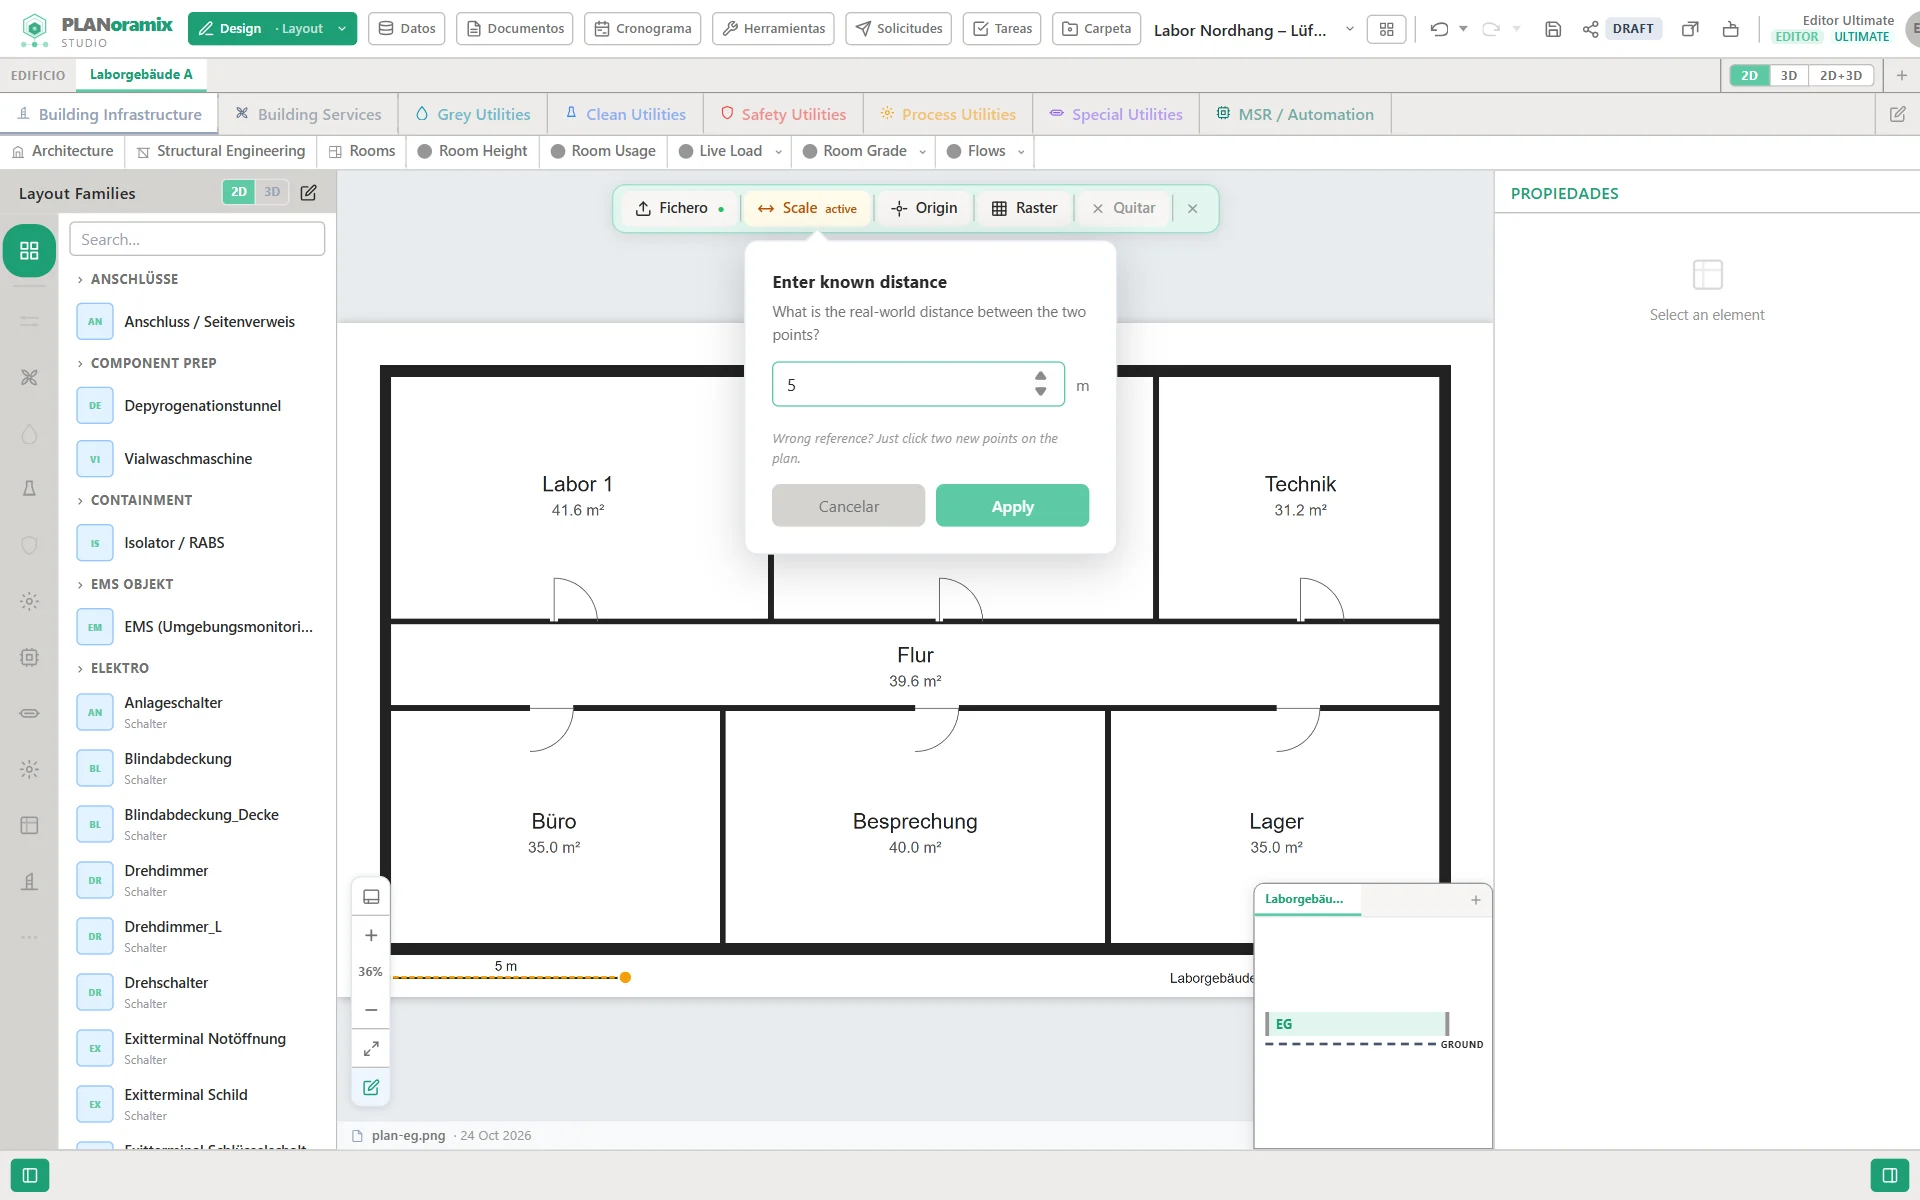 PLANoramix
STUDIO
Design · Layout
Datos
Documentos
Cronograma
Herramientas
Solicitudes
Tareas
Carpeta
Labor Nordhang – Lüf...
DRAFT
Editor Ultimate
EDITOR ULTIMATE
EDIFICIO
Laborgebäude A
2D 3D 2D+3D
Building Infrastructure
Building Services
Grey Utilities
Clean Utilities
Safety Utilities
Process Utilities
Special Utilities
MSR / Automation
Architecture
Structural Engineering
Rooms
Room Height
Room Usage
Live Load
Room Grade
Flows
Layout Families
2D 3D
Search...
ANSCHLÜSSE
AN Anschluss / Seitenverweis
COMPONENT PREP
DE Depyrogenationstunnel
VI Vialwaschmaschine
CONTAINMENT
IS Isolator / RABS
EMS OBJEKT
EM EMS (Umgebungsmonitori...
ELEKTRO
AN Anlageschalter
Schalter
BL Blindabdeckung
Schalter
BL Blindabdeckung_Decke
Schalter
DR Drehdimmer
Schalter
DR Drehdimmer_L
Schalter
DR Drehschalter
Schalter
EX Exitterminal Notöffnung
Schalter
EX Exitterminal Schild
Schalter
Fichero
Scale active
Origin
Raster
Quitar
Enter known distance
What is the real-world distance between the two
points?
5
m
Wrong reference? Just click two new points on the
plan.
Cancelar
Apply
Labor 1
41.6 m²
Technik
31.2 m²
Flur
39.6 m²
Büro
35.0 m²
Besprechung
40.0 m²
Lager
35.0 m²
5 m
Laborgebäude
36%
plan-eg.png · 24 Oct 2026
Laborgebäu...
EG
GROUND
PROPIEDADES
Select an element